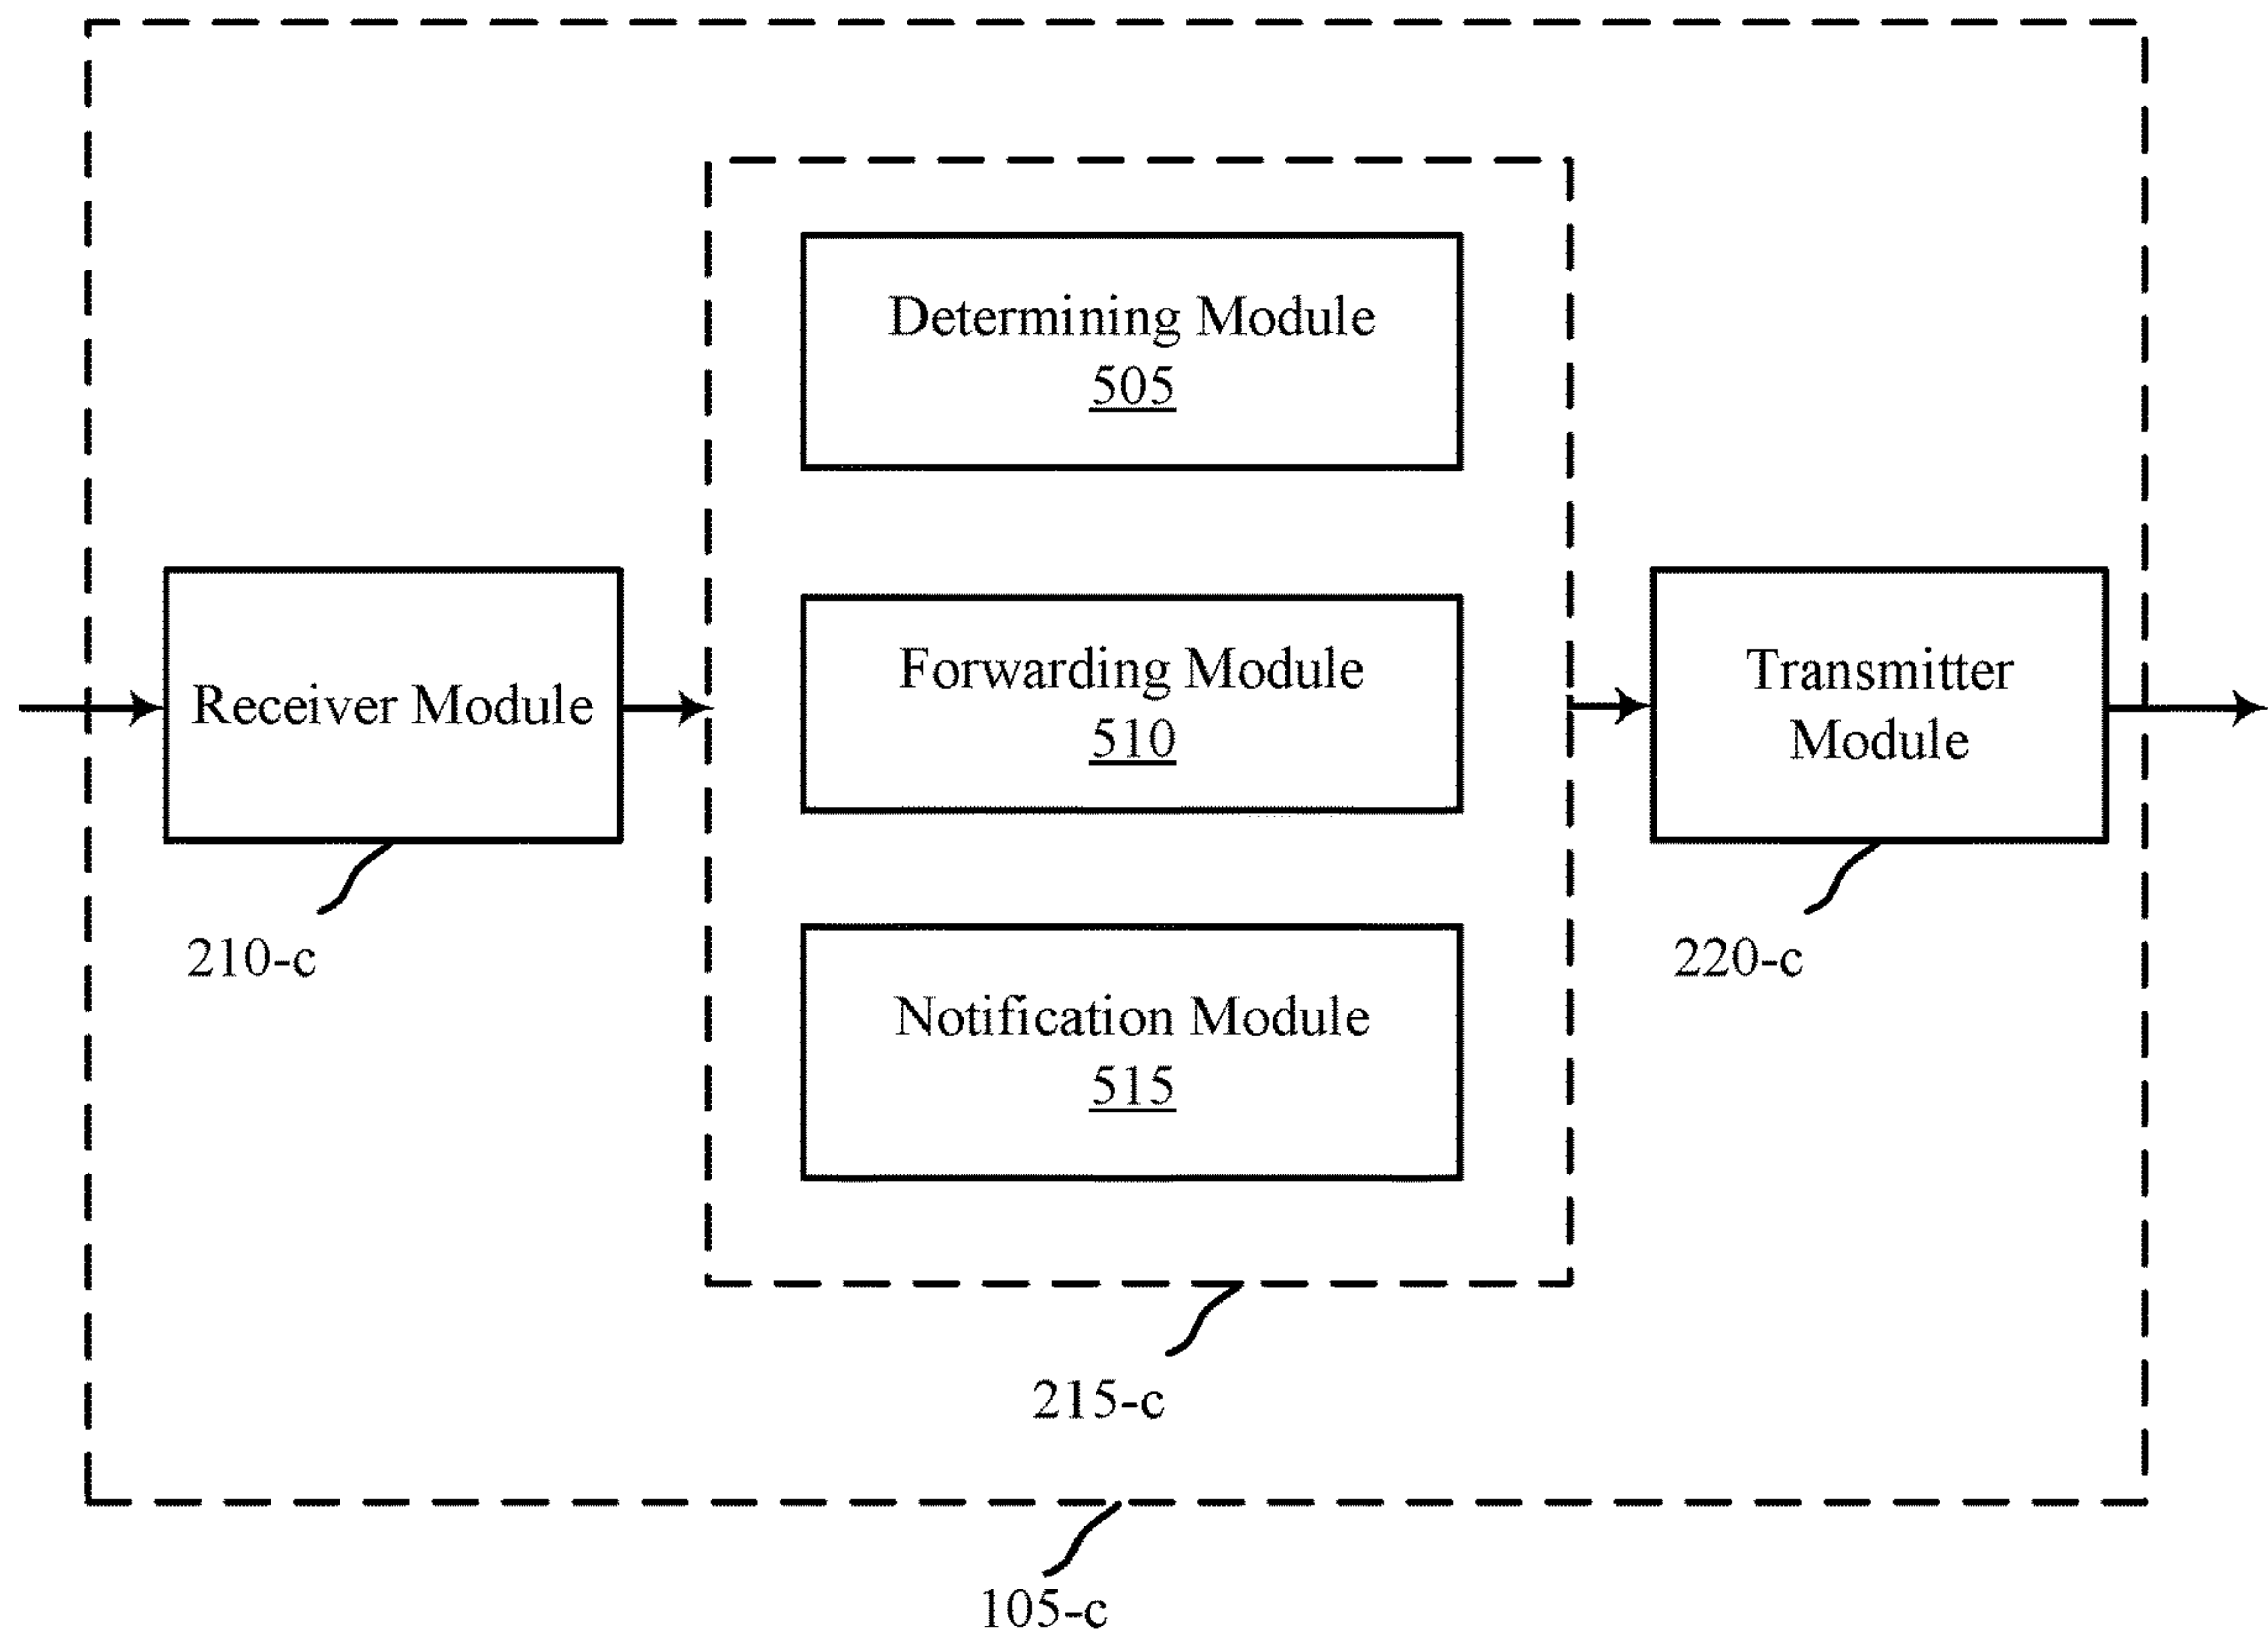 Determining Module
505
Receiver Module
Forwarding Module
510
Transmitter
Module
210-c
220-c
Notification Module
515
215-c
105-c